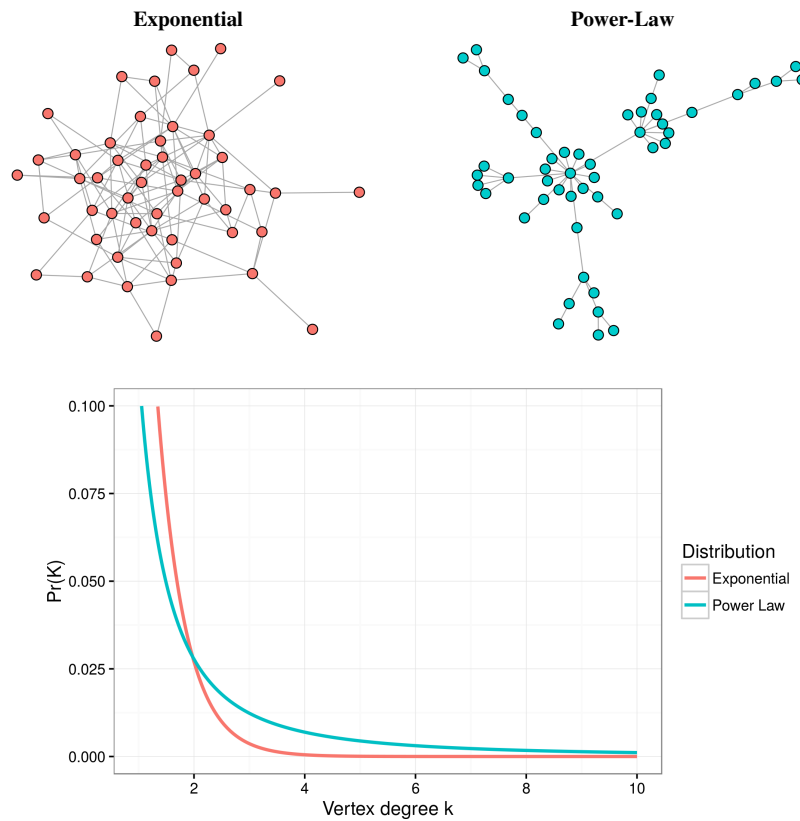 Exponential
Power-Law
0.100
0.075
0.050
0.025
0.000
Pr(K)
2
4
6
8
10
Vertex degree k
Distribution
Exponential
Power Law